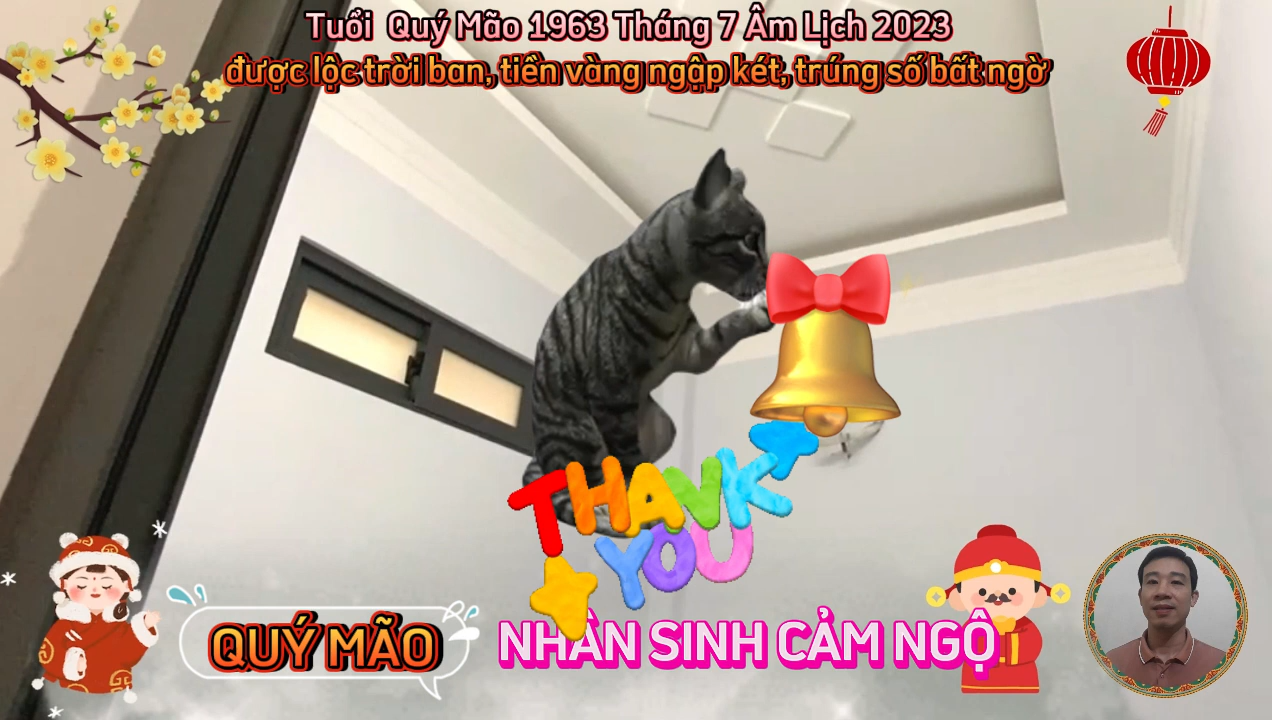 Tuổi Quý Mão 1963 Tháng 7 Âm Lịch 2023
được lộc trời ban, tiền vàng ngập két, trúng số bất ngờ
THANK
YOU
QUÝ MÃO
NHÂN SINH CẢM NGỘ